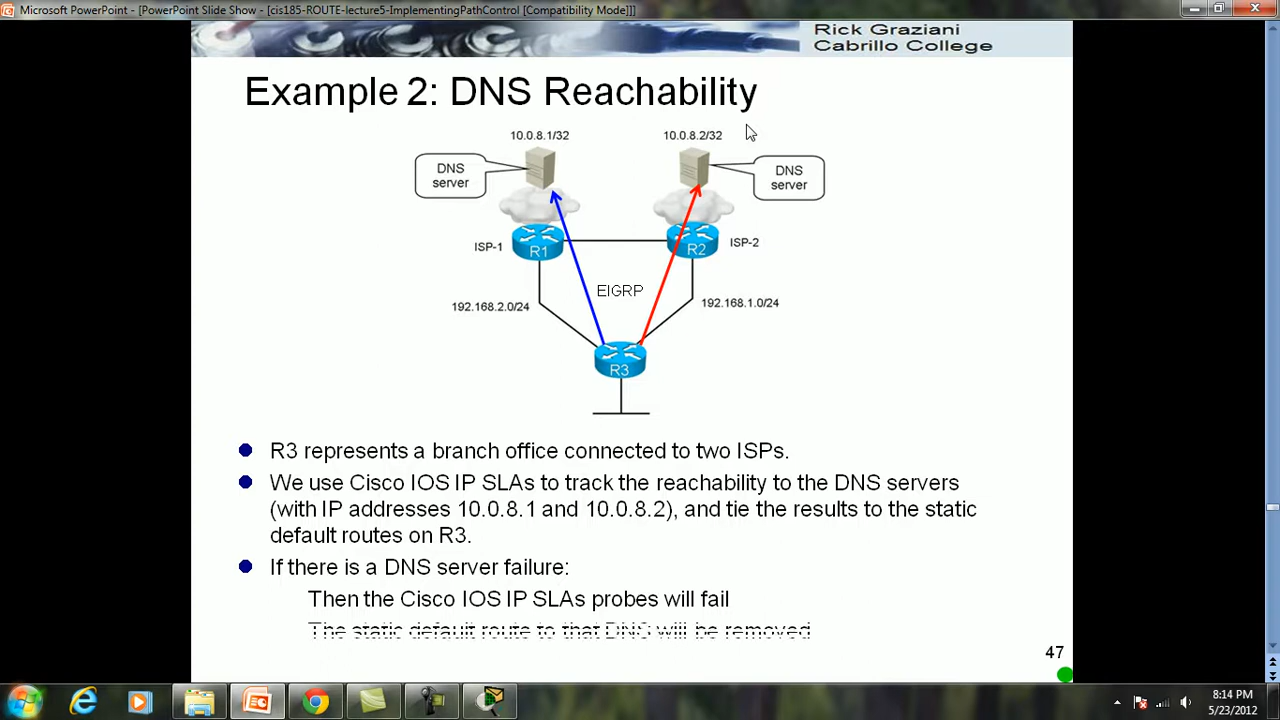 Microsoft PowerPoint - [PowerPoint Slide Show - [cis185-ROUTE-lecture5-ImplementingPathControl [Compatibility Mode]]]
Rick Graziani
Cabrillo College
Example 2: DNS Reachability
10.0.8.1/32
10.0.8.2/32
DNS
server
DNS
server
ISP-1
R1
R2
ISP-2
EIGRP
192.168.2.0/24
192.168.1.0/24
R3
R3 represents a branch office connected to two ISPs.
We use Cisco IOS IP SLAs to track the reachability to the DNS servers
(with IP addresses 10.0.8.1 and 10.0.8.2), and tie the results to the static
default routes on R3.
If there is a DNS server failure:
Then the Cisco IOS IP SLAs probes will fail
The static default route to that DNS will be removed
47
8:14 PM
5/23/2012